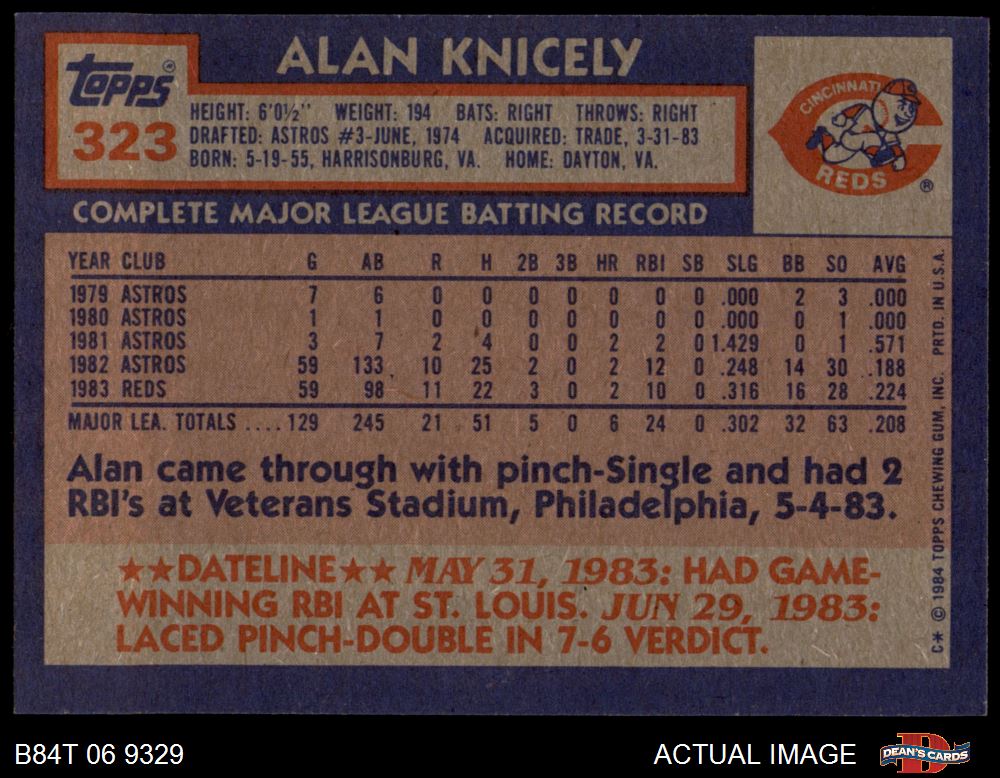 ALAN KNICELY
Topps®
323
HEIGHT: 6'0½" WEIGHT: 194 BATS: RIGHT THROWS: RIGHT
DRAFTED: ASTROS #3-JUNE, 1974 ACQUIRED: TRADE, 3-31-83
BORN: 5-19-55, HARRISONBURG, VA. HOME: DAYTON, VA.
CINCINNATI
REDS
®
COMPLETE MAJOR LEAGUE BATTING RECORD
YEAR CLUB G AB R H 2B 3B HR RBI SB SLG BB SO AVG
1979 ASTROS 7 6 0 0 0 0 0 0 0 .000 2 3 .000
1980 ASTROS 1 1 0 0 0 0 0 0 0 .000 0 1 .000
1981 ASTROS 3 7 2 4 0 0 2 2 0 1.429 0 1 .571
1982 ASTROS 59 133 10 25 2 0 2 12 0 .248 14 30 .188
1983 REDS 59 98 11 22 3 0 2 10 0 .316 16 28 .224
MAJOR LEA. TOTALS .... 129 245 21 51 5 0 6 24 0 .302 32 63 .208
Alan came through with pinch-Single and had 2
RBI's at Veterans Stadium, Philadelphia, 5-4-83.
★★DATELINE★★ MAY 31, 1983: HAD GAME-
WINNING RBI AT ST. LOUIS. JUN 29, 1983:
LACED PINCH-DOUBLE IN 7-6 VERDICT.
C* © 1984 TOPPS CHEWING GUM, INC. PRTD. IN U.S.A.
B84T 06 9329
ACTUAL IMAGE
DEAN'S CARDS